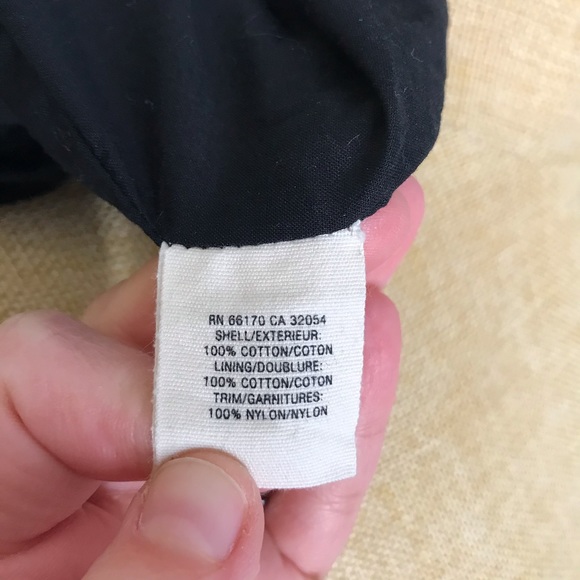 RN 66170 CA 32054
SHELL/EXTERIEUR:
100% COTTON/COTON
LINING/DOUBLURE:
100% COTTON/COTON
TRIM/GARNITURES:
100% NYLON/NYLON